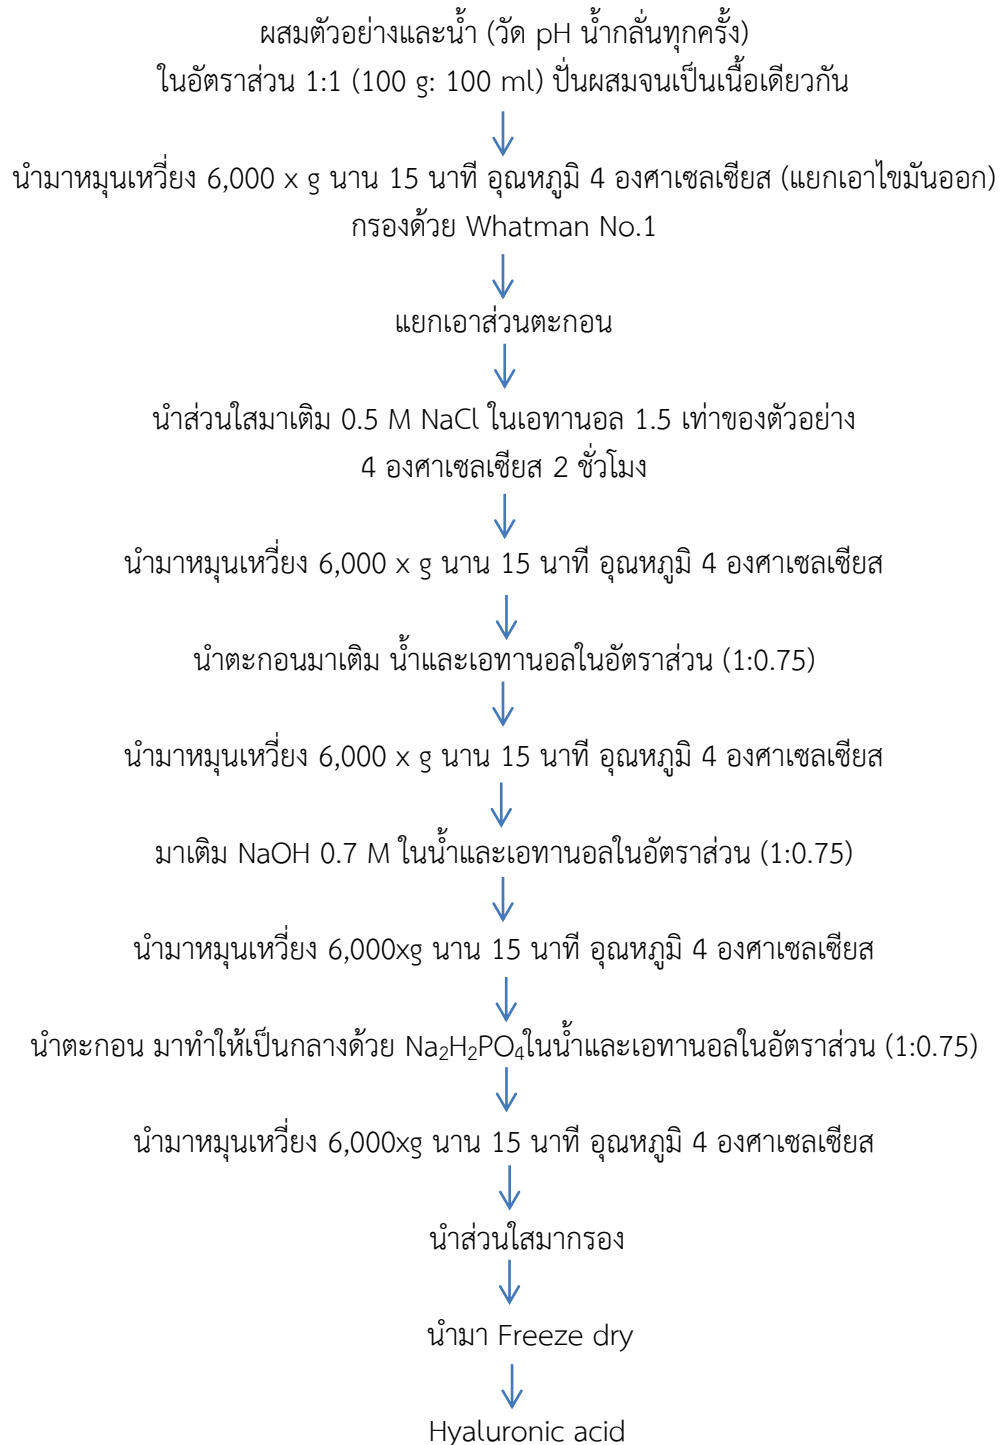 ผสมตัวอย่างและน้ำ (วัด pH น้ำกลั่นทุกครั้ง)
ในอัตราส่วน 1:1 (100 g: 100 ml) ปั่นผสมจนเป็นเนื้อเดียวกัน
นำมาหมุนเหวี่ยง 6,000 x g นาน 15 นาที อุณหภูมิ 4 องศาเซลเซียส (แยกเอาไขมันออก)
กรองด้วย Whatman No.1
แยกเอาส่วนตะกอน
นำส่วนใสมาเติม 0.5 M NaCl ในเอทานอล 1.5 เท่าของตัวอย่าง
4 องศาเซลเซียส 2 ชั่วโมง
นำมาหมุนเหวี่ยง 6,000 x g นาน 15 นาที อุณหภูมิ 4 องศาเซลเซียส
นำตะกอนมาเติม น้ำและเอทานอลในอัตราส่วน (1:0.75)
นำมาหมุนเหวี่ยง 6,000 x g นาน 15 นาที อุณหภูมิ 4 องศาเซลเซียส
มาเติม NaOH 0.7 M ในน้ำและเอทานอลในอัตราส่วน (1:0.75)
นำมาหมุนเหวี่ยง 6,000xg นาน 15 นาที อุณหภูมิ 4 องศาเซลเซียส
นำตะกอน มาทำให้เป็นกลางด้วย Na₂H₂PO₄ในน้ำและเอทานอลในอัตราส่วน (1:0.75)
นำมาหมุนเหวี่ยง 6,000xg นาน 15 นาที อุณหภูมิ 4 องศาเซลเซียส
นำส่วนใสมากรอง
นำมา Freeze dry
Hyaluronic acid